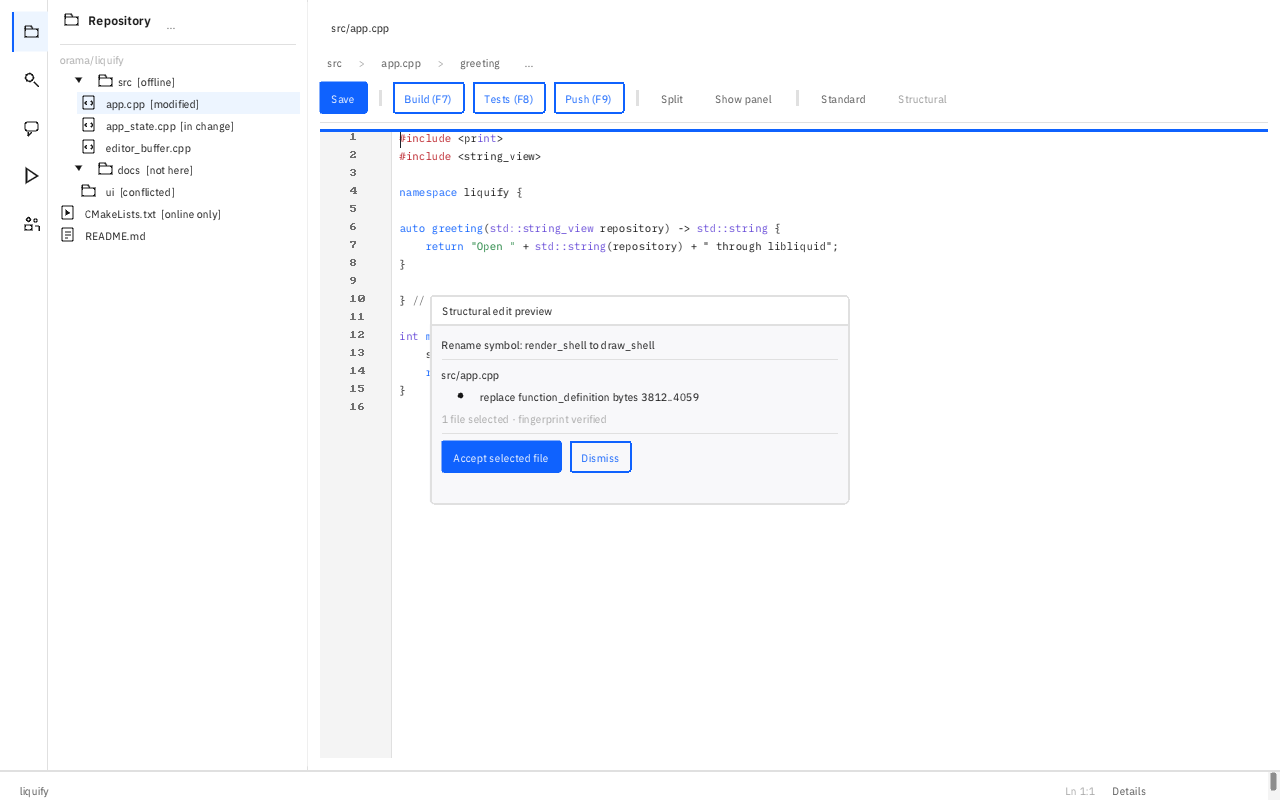 Repository ...
orama/liquify
src [offline]
app.cpp [modified]
app_state.cpp [in change]
editor_buffer.cpp
docs [not here]
ui [conflicted]
CMakeLists.txt [online only]
README.md
src/app.cpp
src > app.cpp > greeting ...
Save Build (F7) Tests (F8) Push (F9) Split Show panel Standard Structural
1 #include <print>
2 #include <string_view>
3
4 namespace liquify {
5
6 auto greeting(std::string_view repository) -> std::string {
7 return "Open " + std::string(repository) + " through libliquid";
8 }
9
10 } //
11
12 int
13
14
15 }
16
Structural edit preview
Rename symbol: render_shell to draw_shell
src/app.cpp
replace function_definition bytes 3812..4059
1 file selected · fingerprint verified
Accept selected file Dismiss
liquify Ln 1:1 Details